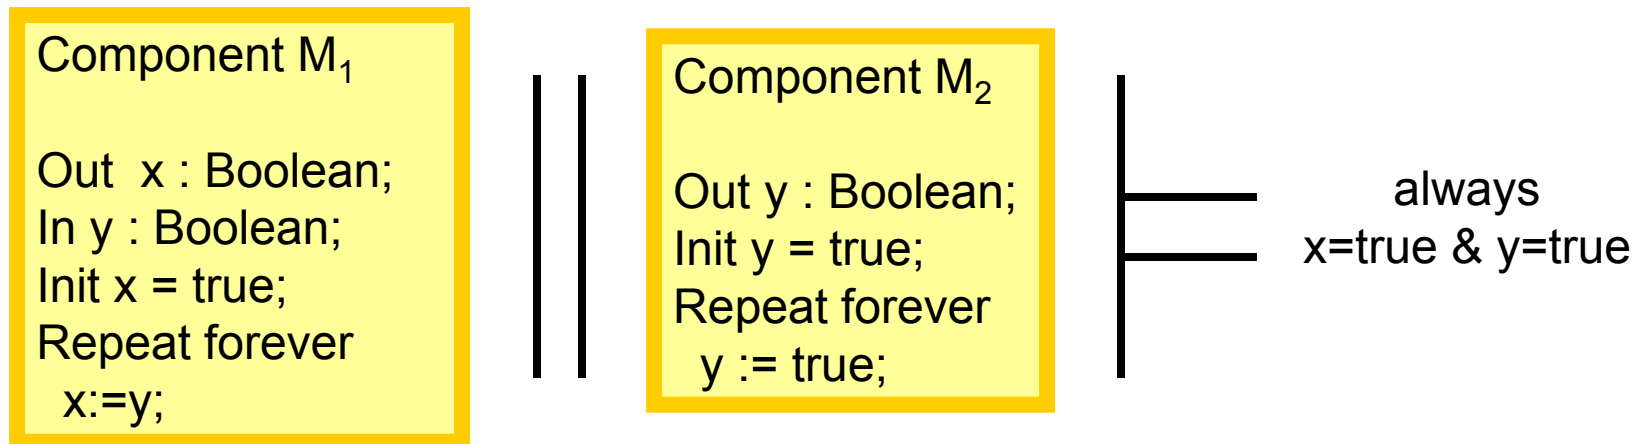 Component M₁
Out x : Boolean;
In y : Boolean;
Init x = true;
Repeat forever
x:=y;
Component M₂
Out y : Boolean;
Init y = true;
Repeat forever
y := true;
always
x=true & y=true